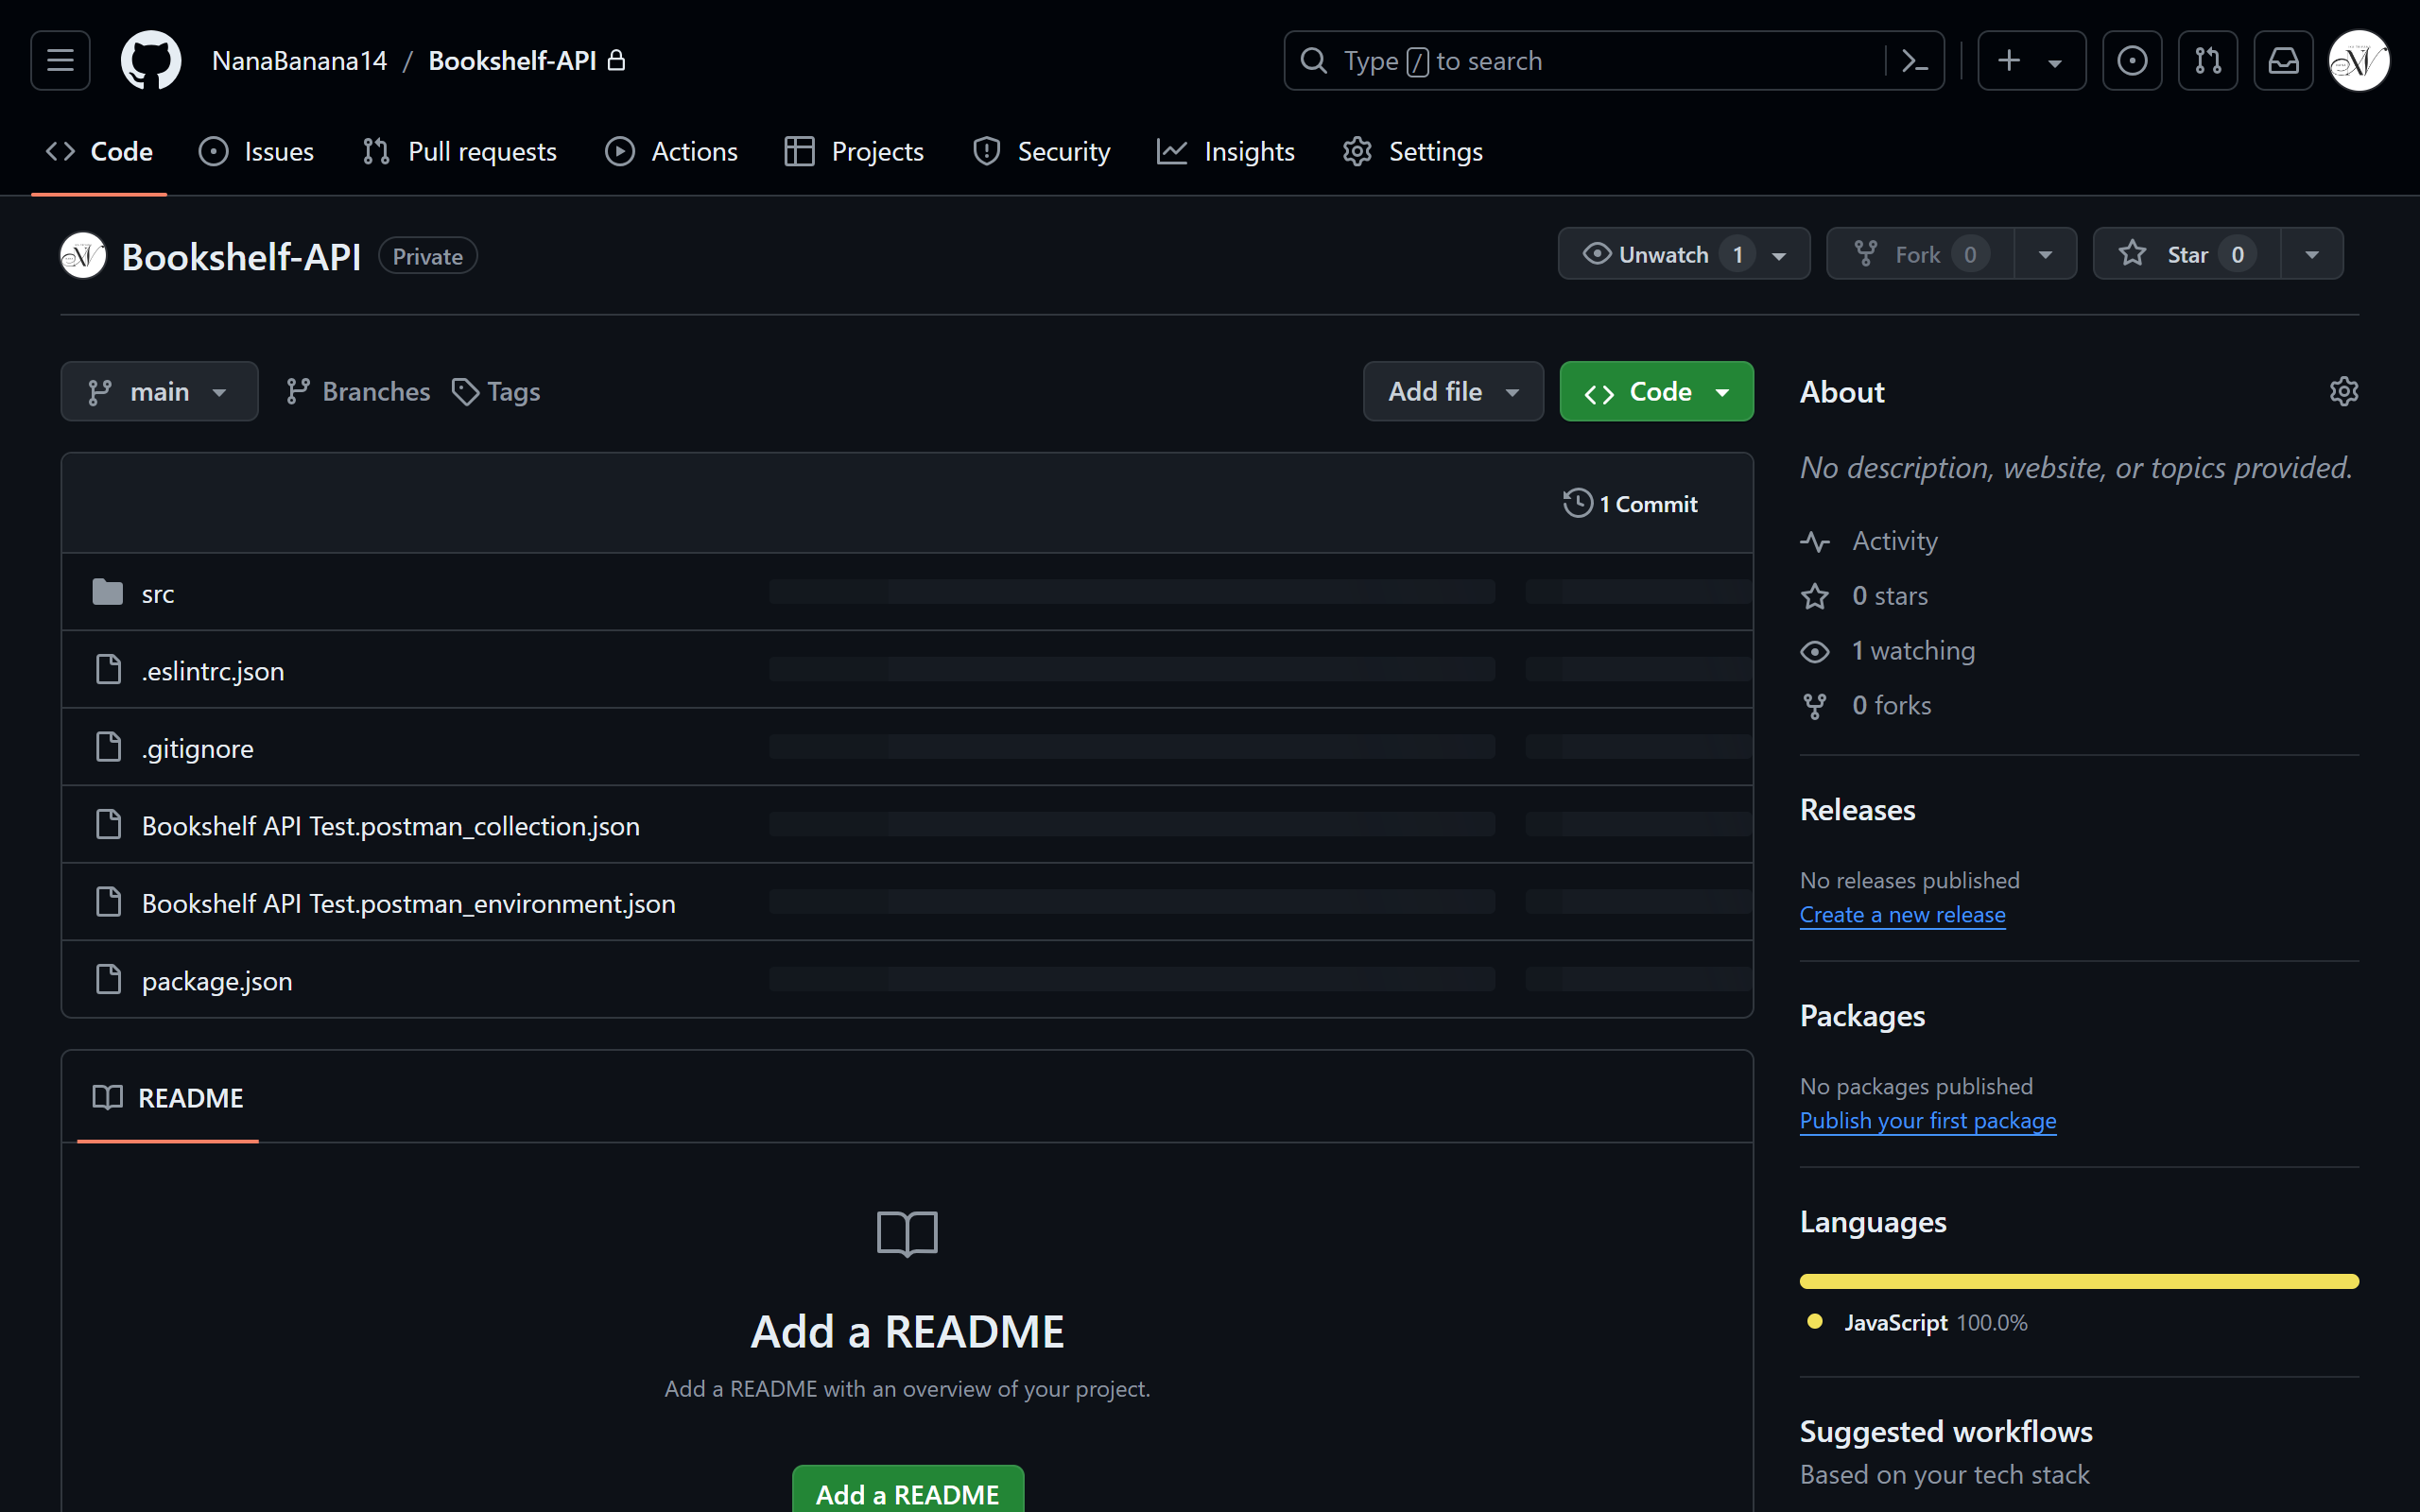 NanaBanana14 / Bookshelf-API
Type / to search
Code
Issues
Pull requests
Actions
Projects
Security
Insights
Settings
Bookshelf-API
Private
Unwatch 1
Fork 0
Star 0
main
Branches
Tags
Add file
Code
1 Commit
src
.eslintrc.json
.gitignore
Bookshelf API Test.postman_collection.json
Bookshelf API Test.postman_environment.json
package.json
README
Add a README
Add a README with an overview of your project.
Add a README
About
No description, website, or topics provided.
Activity
0 stars
1 watching
0 forks
Releases
No releases published
Create a new release
Packages
No packages published
Publish your first package
Languages
JavaScript 100.0%
Suggested workflows
Based on your tech stack